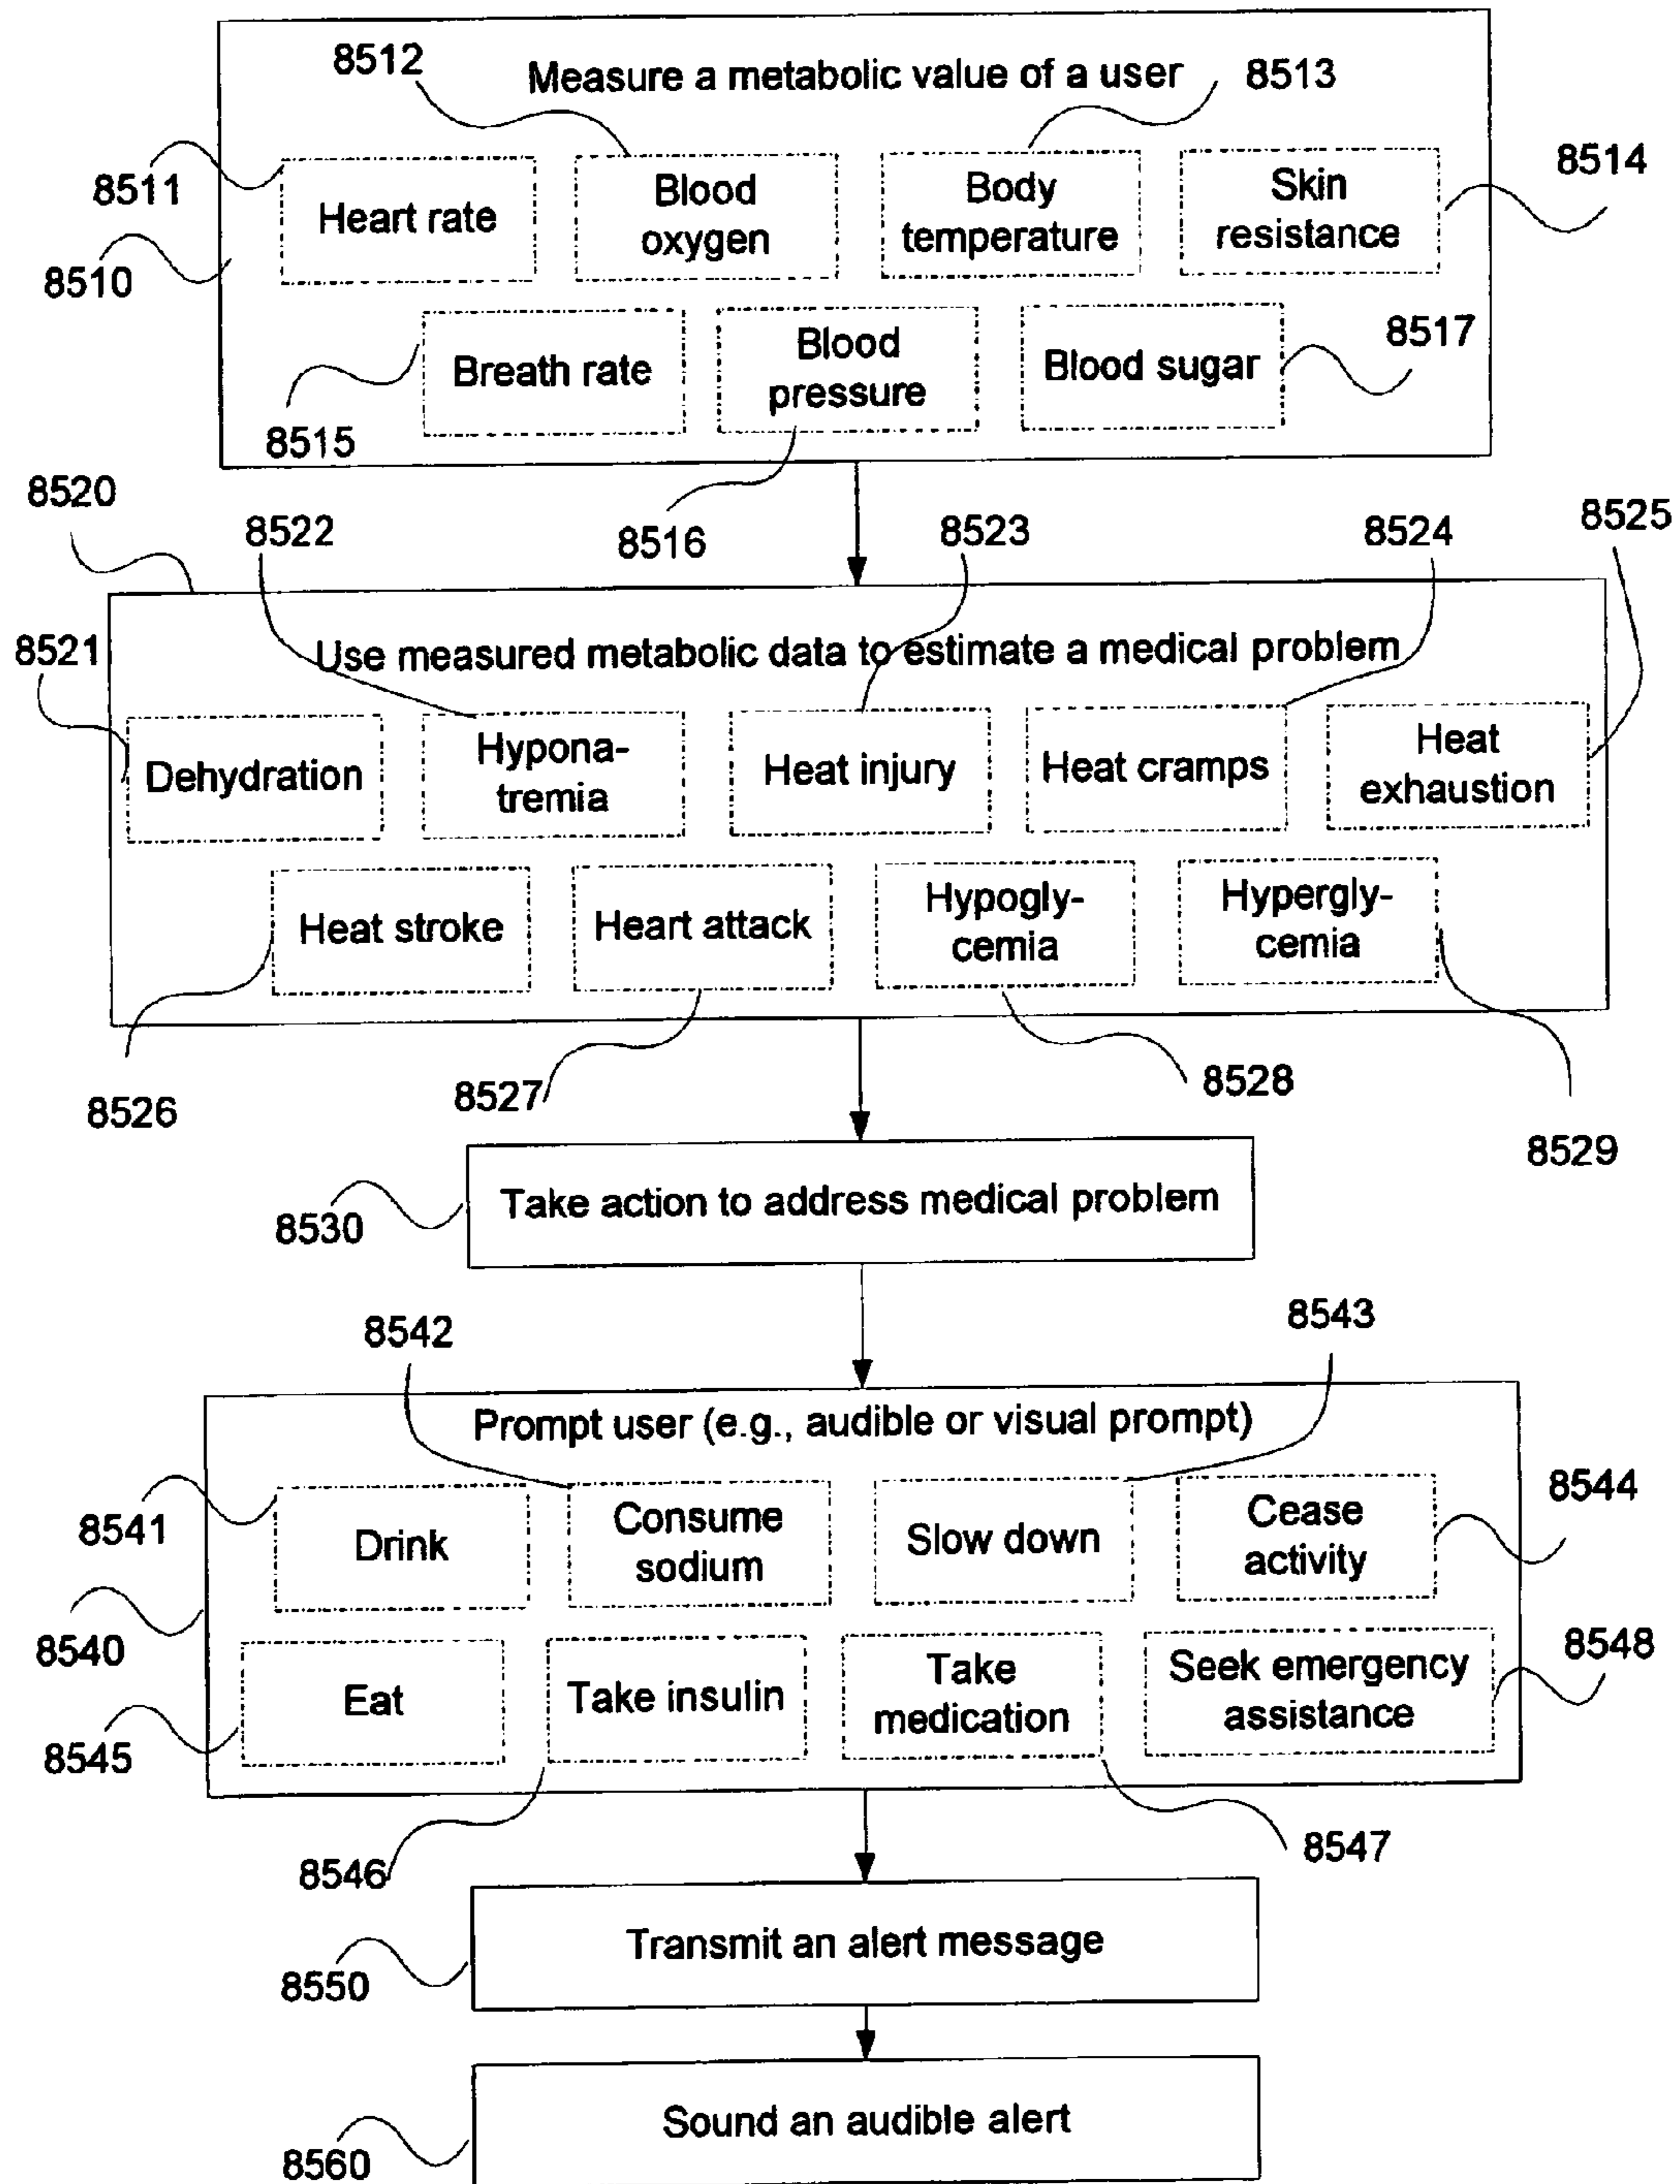 8512
Measure a metabolic value of a user
8513
8511
8514
Heart rate
Blood
oxygen
Body
temperature
Skin
resistance
8510
Breath rate
Blood
pressure
Blood sugar
8517
8515
8516
8520
8522
8523
8524
8525
8521
Use measured metabolic data to estimate a medical problem
Dehydration
Hypona-
tremia
Heat injury
Heat cramps
Heat
exhaustion
Heat stroke
Heart attack
Hypogly-
cemia
Hypergly-
cemia
8526
8527
8528
8529
Take action to address medical problem
8530
8542
8543
Prompt user (e.g., audible or visual prompt)
8541
Drink
Consume
sodium
Slow down
Cease
activity
8544
8540
Eat
Take insulin
Take
medication
Seek emergency
assistance
8548
8545
8546
8547
Transmit an alert message
8550
Sound an audible alert
8560